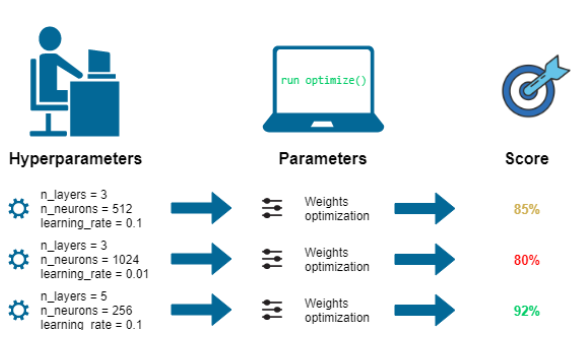 run optimize()
Hyperparameters
Parameters
Score
n_layers = 3
n_neurons = 512
learning_rate = 0.1
Weights
optimization
85%
n_layers = 3
n_neurons = 1024
learning_rate = 0.01
Weights
optimization
80%
n_layers = 5
n_neurons = 256
learning_rate = 0.1
Weights
optimization
92%